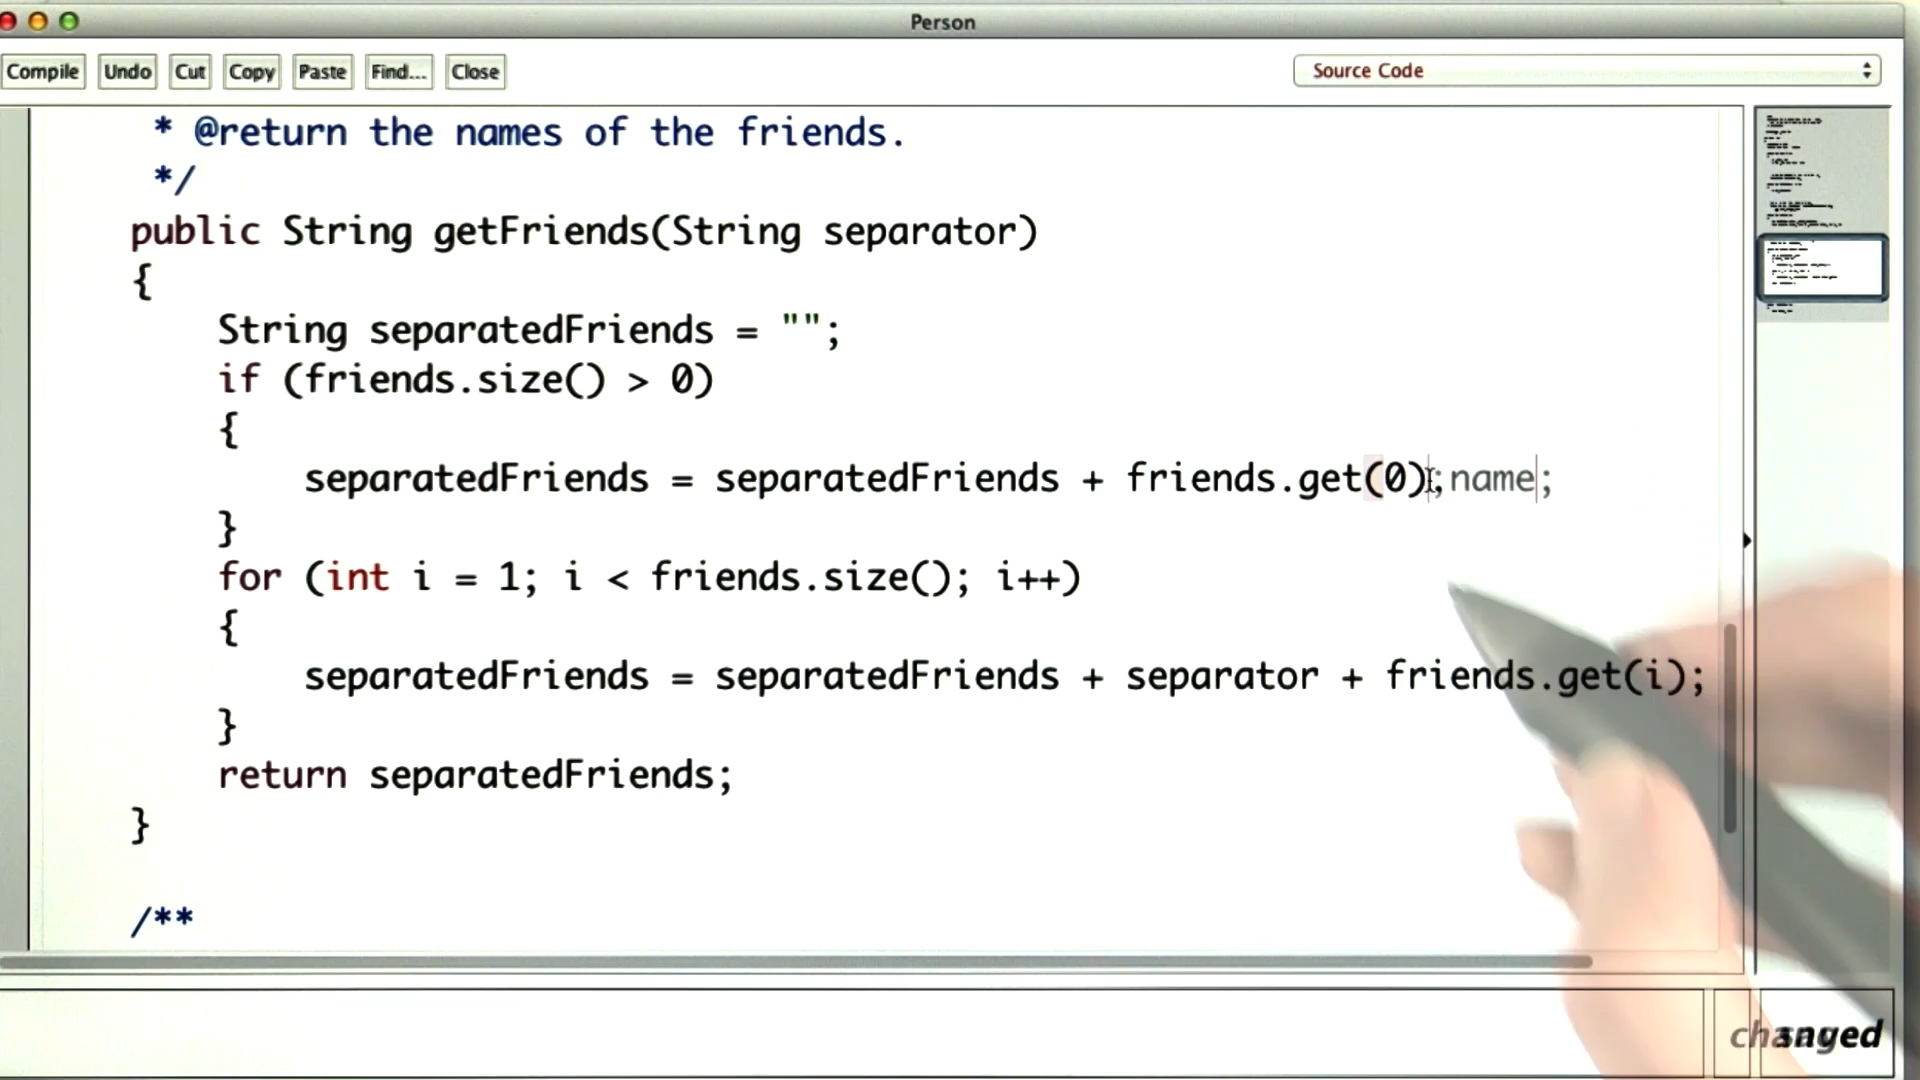 Person
Compile Undo Cut Copy Paste Find... Close Source Code
* @return the names of the friends.
*/
public String getFriends(String separator)
{
String separatedFriends = "";
if (friends.size() > 0)
{
separatedFriends = separatedFriends + friends.get(0);name;
}
for (int i = 1; i < friends.size(); i++)
{
separatedFriends = separatedFriends + separator + friends.get(i);
}
return separatedFriends;
}
/**
changed